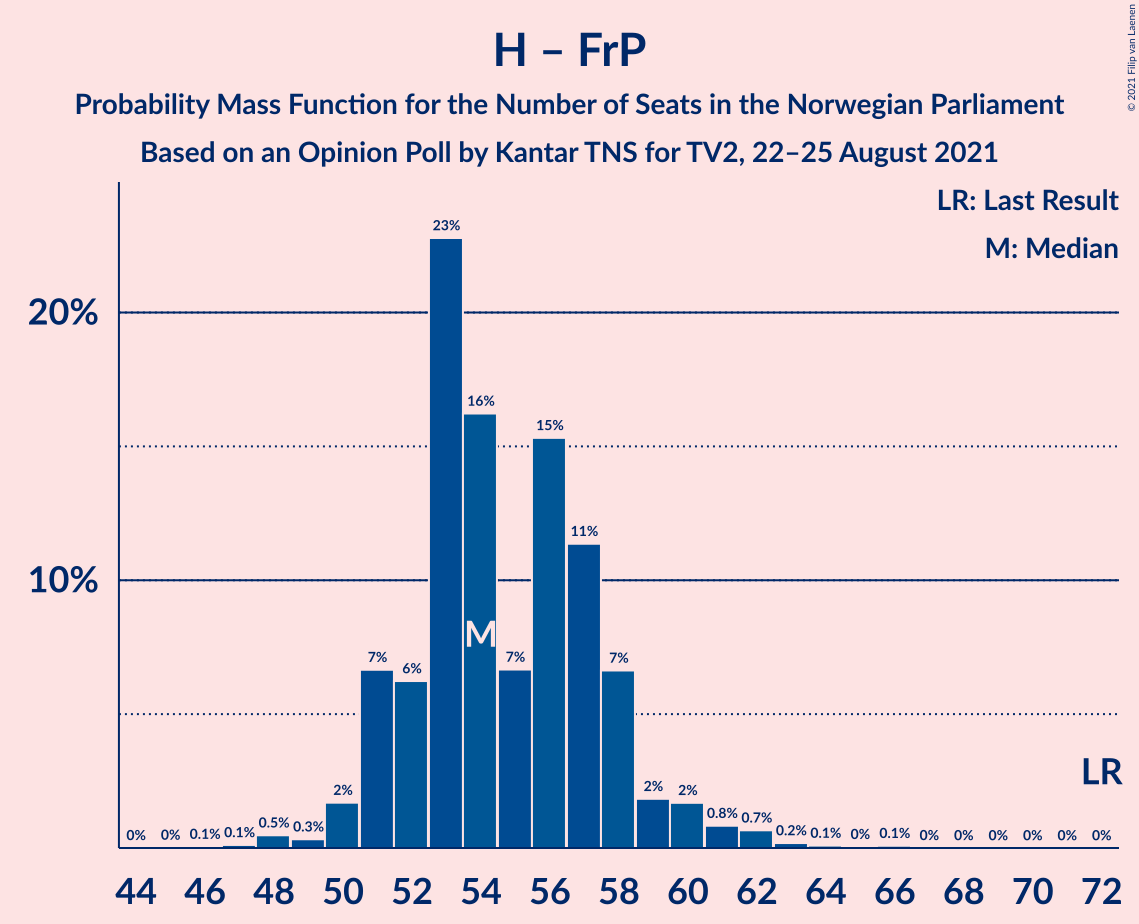 H – FrP
Probability Mass Function for the Number of Seats in the Norwegian Parliament
Based on an Opinion Poll by Kantar TNS for TV2, 22–25 August 2021
© 2021 Filip van Laenen
LR: Last Result
M: Median
20%
10%
0% 0% 0.1% 0.1% 0.5% 0.3% 2% 7% 6% 23% 16% 7% 15% 11% 7% 2% 2% 0.8% 0.7% 0.2% 0.1% 0% 0.1% 0% 0% 0% 0% 0% 0%
M
LR
44 46 48 50 52 54 56 58 60 62 64 66 68 70 72